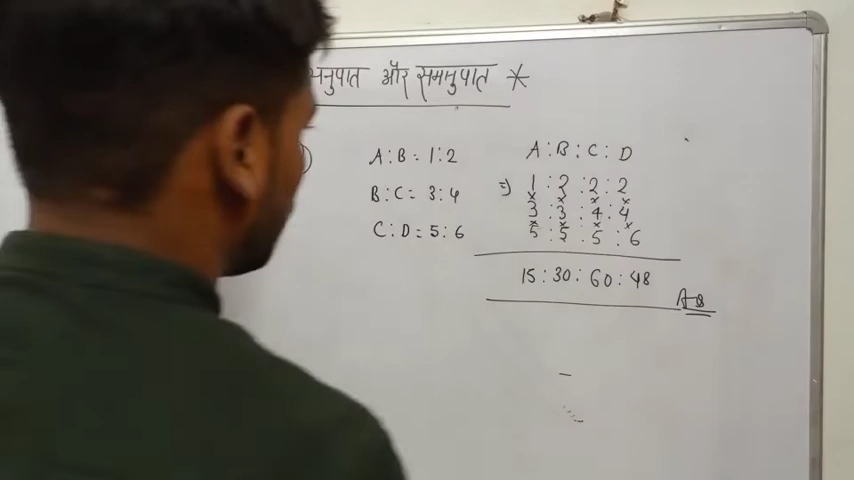 अनुपात और समानुपात *
A:B = 1:2
B:C = 3:4
C:D = 5:6
A : B : C : D
⇒) 1 : 2 : 2 : 2
× × × ×
3 : 3 : 4 : 4
× × × ×
5 : 5 : 5 : 6
15 : 30 : 60 : 48